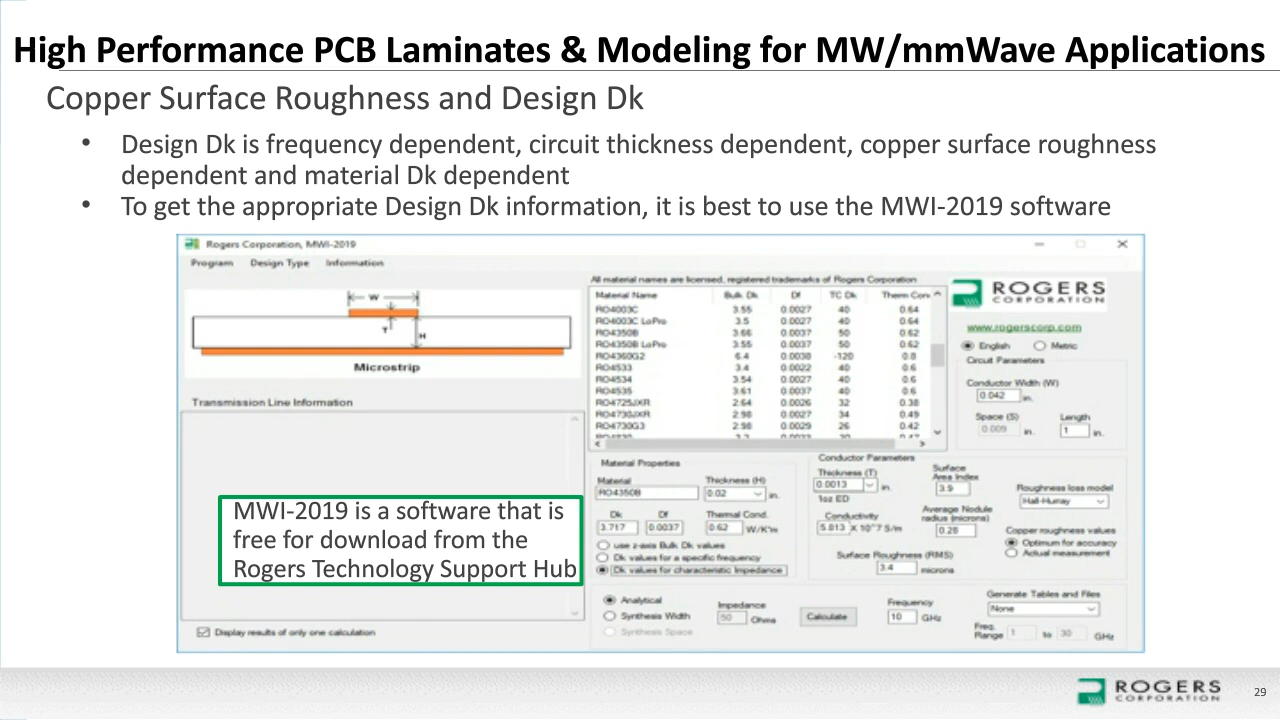 High Performance PCB Laminates & Modeling for MW/mmWave Applications
Copper Surface Roughness and Design Dk
• Design Dk is frequency dependent, circuit thickness dependent, copper surface roughness
dependent and material Dk dependent
• To get the appropriate Design Dk information, it is best to use the MWI-2019 software
Rogers Corporation, MWI-2019
Program Design Type Information
W
T
H
Microstrip
Transmission Line Information
MWI-2019 is a software that is
free for download from the
Rogers Technology Support Hub
Display results of only one calculation
All material names are licensed, registered trademarks of Rogers Corporation
Material Name Bulk Dk Df TC Dk Therm Con
RO4003C 3.55 0.0027 40 0.64
RO4003C LoPro 3.5 0.0027 40 0.64
RO4350B 3.66 0.0037 50 0.62
RO4350B LoPro 3.55 0.0037 50 0.62
RO4360G2 6.4 0.0038 -120 0.8
RO4533 3.4 0.0022 40 0.6
RO4534 3.54 0.0027 40 0.6
RO4535 3.61 0.0037 40 0.6
RO4725JXR 2.64 0.0026 32 0.38
RO4730JXR 2.98 0.0027 34 0.49
RO4730G3 2.98 0.0029 26 0.42
ROGERS
CORPORATION
www.rogerscorp.com
English Metric
Circuit Parameters
Conductor Width (W)
0.042 in.
Space (S) Length
0.009 in. 1 in.
Material Properties
Material Thickness (H)
RO4350B 0.02 in.
Dk Df Thermal Cond.
3.717 0.0037 0.62 W/K*m
use z-axis Bulk Dk values
Dk values for a specific frequency
Dk values for characteristic Impedance
Conductor Parameters
Thickness (T)
0.0013 in.
1oz ED
Conductivity
5.813 X 10^7 S/m
Surface
Area Index
3.9
Average Nodule
radius (microns)
0.28
Surface Roughness (RMS)
3.4 microns
Roughness loss model
Hall-Huray
Copper roughness values
Optimum for accuracy
Actual measurement
Analytical
Synthesis Width
Synthesis Space
Impedance
50 Ohms
Calculate
Frequency
10 GHz
Generate Tables and Files
None
Freq.
Range 1 to 30 GHz
ROGERS
CORPORATION
29